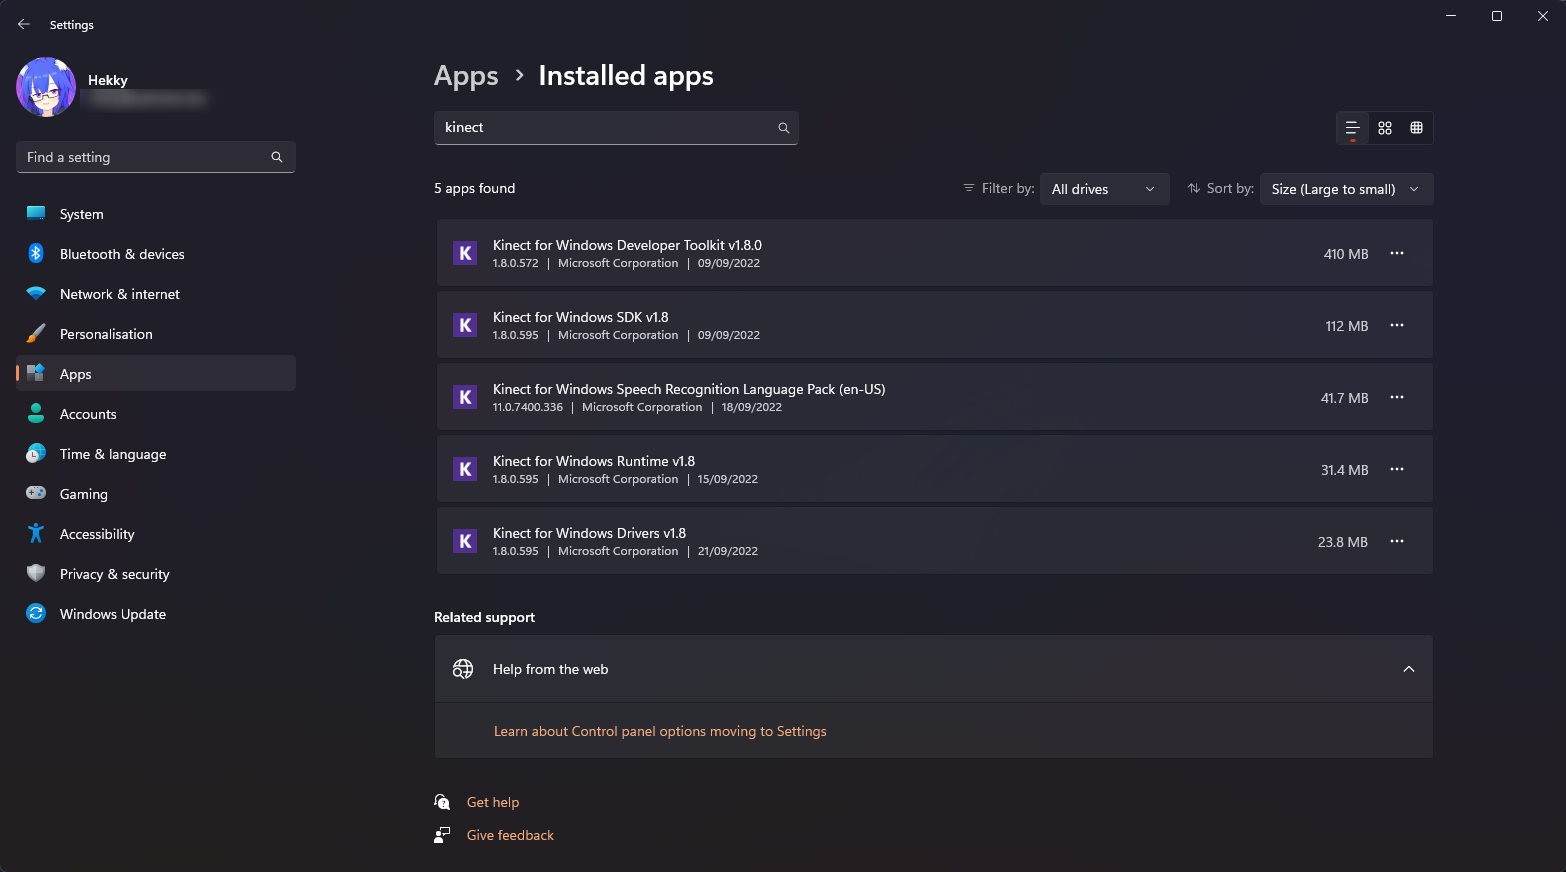 Settings
Hekky
Find a setting
System
Bluetooth & devices
Network & internet
Personalisation
Apps
Accounts
Time & language
Gaming
Accessibility
Privacy & security
Windows Update
Apps > Installed apps
kinect
5 apps found
Filter by: All drives
Sort by: Size (Large to small)
K
Kinect for Windows Developer Toolkit v1.8.0
1.8.0.572 | Microsoft Corporation | 09/09/2022
410 MB
K
Kinect for Windows SDK v1.8
1.8.0.595 | Microsoft Corporation | 09/09/2022
112 MB
K
Kinect for Windows Speech Recognition Language Pack (en-US)
11.0.7400.336 | Microsoft Corporation | 18/09/2022
41.7 MB
K
Kinect for Windows Runtime v1.8
1.8.0.595 | Microsoft Corporation | 15/09/2022
31.4 MB
K
Kinect for Windows Drivers v1.8
1.8.0.595 | Microsoft Corporation | 21/09/2022
23.8 MB
Related support
Help from the web
Learn about Control panel options moving to Settings
Get help
Give feedback